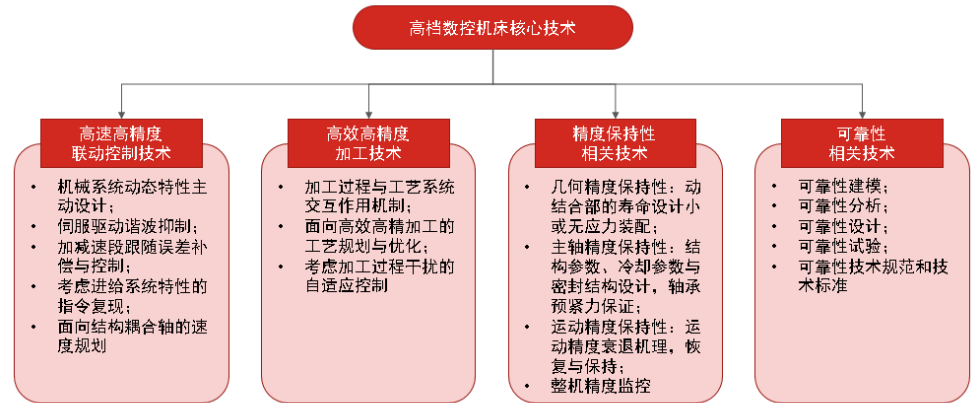 高档数控机床核心技术
高速高精度
联动控制技术
• 机械系统动态特性主
动设计；
• 伺服驱动谐波抑制；
• 加减速段跟随误差补
偿与控制；
• 考虑进给系统特性的
指令复现；
• 面向结构耦合轴的速
度规划
高效高精度
加工技术
• 加工过程与工艺系统
交互作用机制；
• 面向高效高精加工的
工艺规划与优化；
• 考虑加工过程干扰的
自适应控制
精度保持性
相关技术
• 几何精度保持性：动
结合部的寿命设计小
或无应力装配；
• 主轴精度保持性：结
构参数、冷却参数与
密封结构设计，轴承
预紧力保证；
• 运动精度保持性：运
动精度衰退机理，恢
复与保持；
• 整机精度监控
可靠性
相关技术
• 可靠性建模；
• 可靠性分析；
• 可靠性设计；
• 可靠性试验；
• 可靠性技术规范和技
术标准